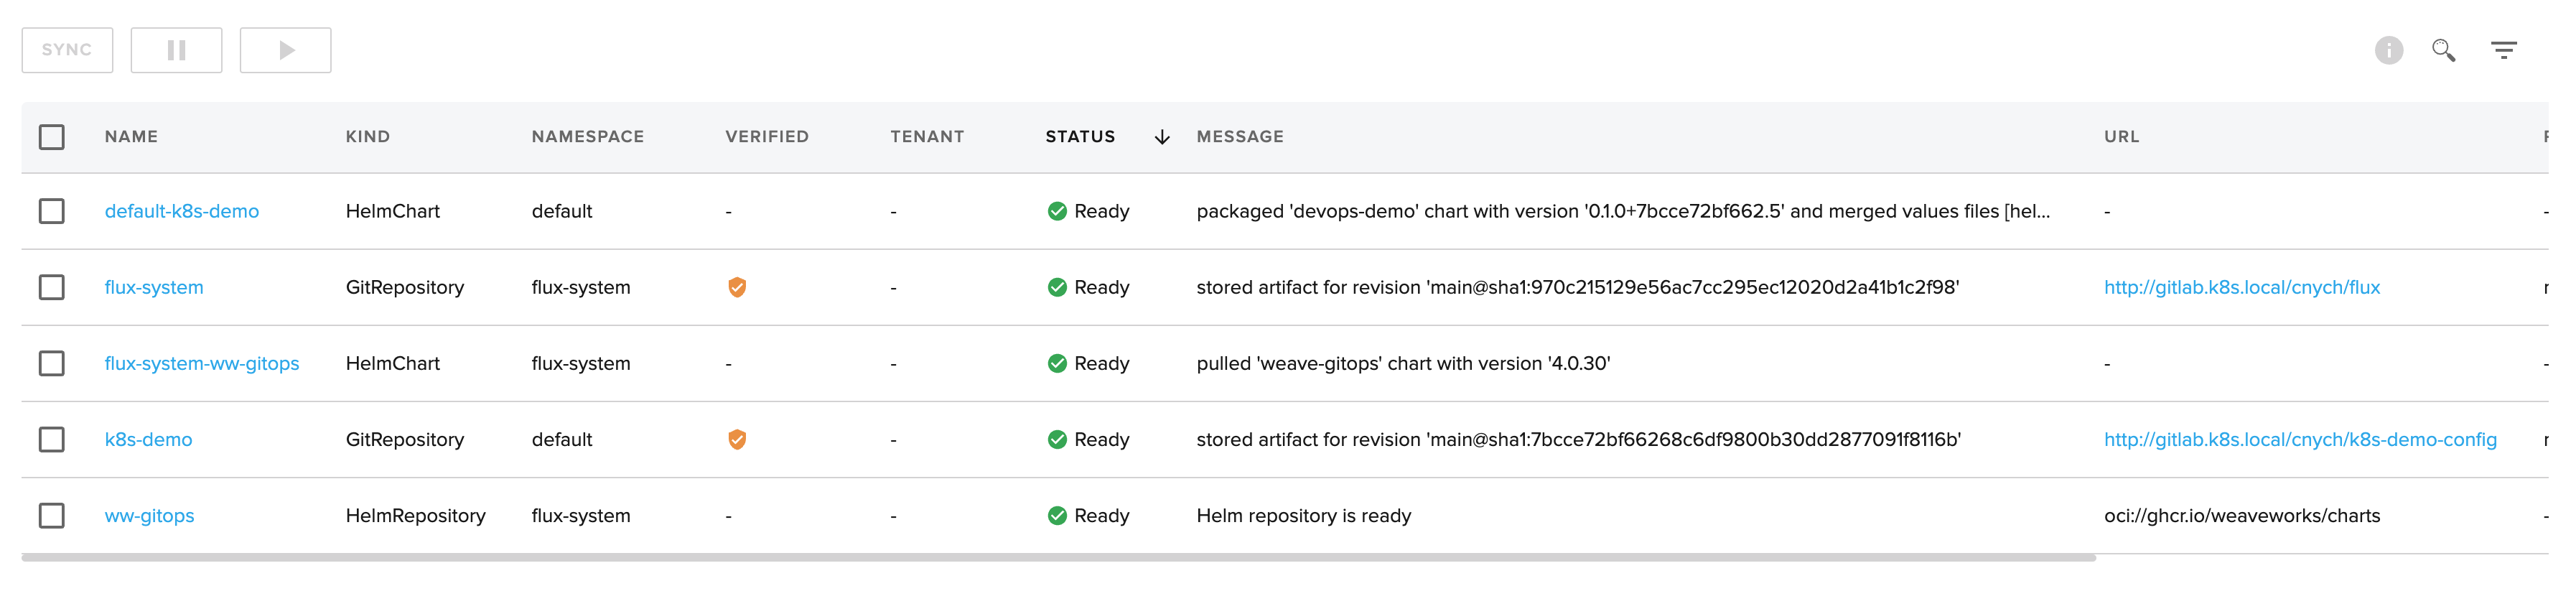 SYNC
NAME KIND NAMESPACE VERIFIED TENANT STATUS MESSAGE URL
default-k8s-demo HelmChart default - - Ready packaged 'devops-demo' chart with version '0.1.0+7bcce72bf662.5' and merged values files [hel... - -
flux-system GitRepository flux-system - Ready stored artifact for revision 'main@sha1:970c215129e56ac7cc295ec12020d2a41b1c2f98' http://gitlab.k8s.local/cnych/flux
flux-system-ww-gitops HelmChart flux-system - - Ready pulled 'weave-gitops' chart with version '4.0.30' - -
k8s-demo GitRepository default - Ready stored artifact for revision 'main@sha1:7bcce72bf66268c6df9800b30dd2877091f8116b' http://gitlab.k8s.local/cnych/k8s-demo-config
ww-gitops HelmRepository flux-system - - Ready Helm repository is ready oci://ghcr.io/weaveworks/charts -